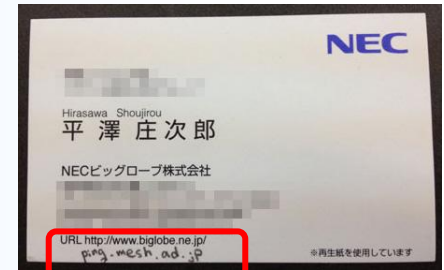 NEC
Hirasawa Shoujirou
平澤 庄次郎
NECビッグローブ株式会社
URL http://www.biglobe.ne.jp/
ping.mesh.ad.jp
※再生紙を使用しています